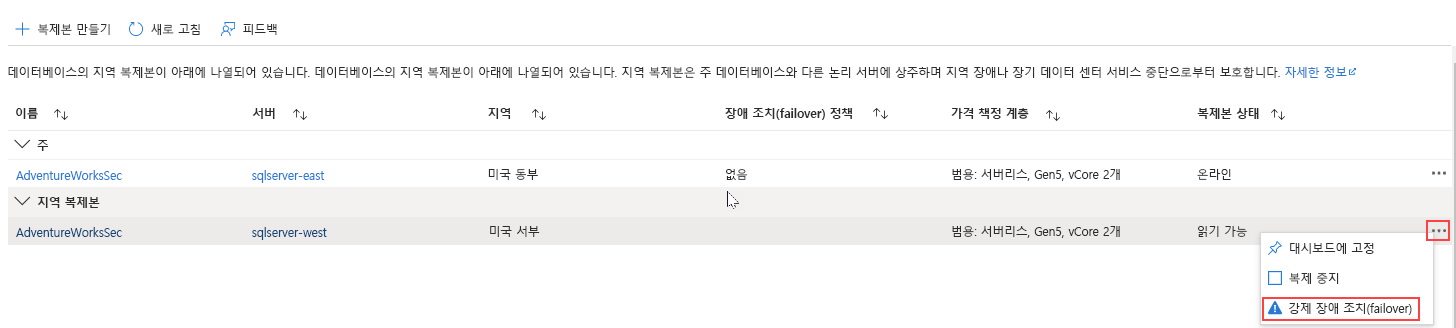 복제본 만들기 새로 고침 피드백
데이터베이스의 지역 복제본이 아래에 나열되어 있습니다. 데이터베이스의 지역 복제본이 아래에 나열되어 있습니다. 지역 복제본은 주 데이터베이스와 다른 논리 서버에 상주하며 지역 장애나 장기 데이터 센터 서비스 중단으로부터 보호합니다. 자세한 정보
이름 서버 지역 장애 조치(failover) 정책 가격 책정 계층 복제본 상태
주
AdventureWorksSec sqlserver-east 미국 동부 없음 범용: 서버리스, Gen5, vCore 2개 온라인
지역 복제본
AdventureWorksSec sqlserver-west 미국 서부 범용: 서버리스, Gen5, vCore 2개 읽기 가능
대시보드에 고정
복제 중지
강제 장애 조치(failover)